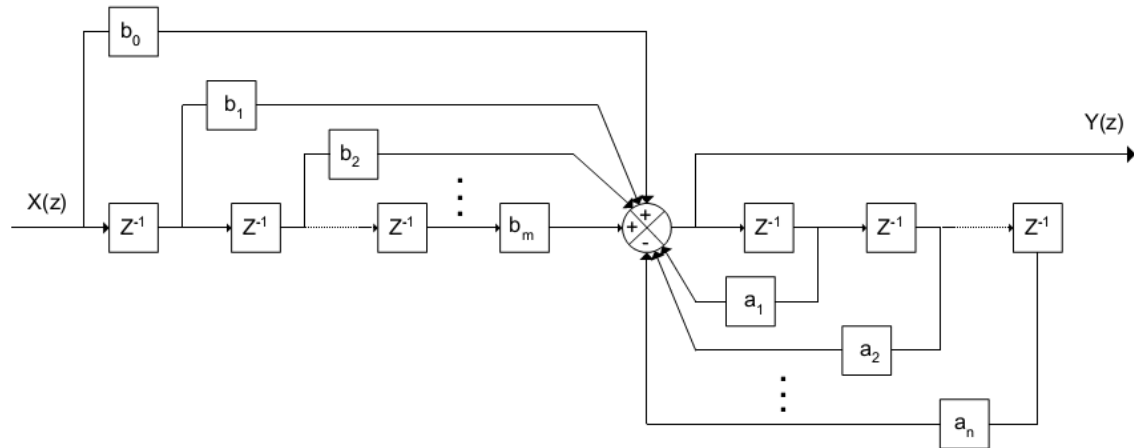 b₀
b₁
Y(z)
b₂
X(z)
Z⁻¹
Z⁻¹
Z⁻¹
bₘ
+
+
-
Z⁻¹
Z⁻¹
Z⁻¹
a₁
a₂
aₙ